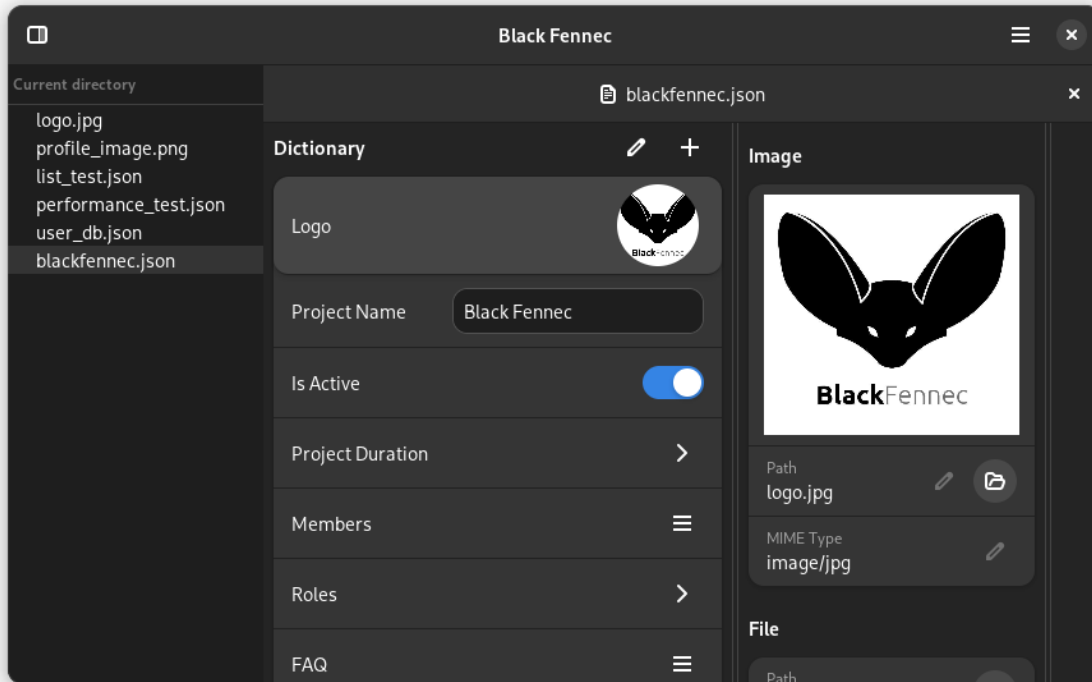 Black Fennec
Current directory
logo.jpg
profile_image.png
list_test.json
performance_test.json
user_db.json
blackfennec.json
blackfennec.json
Dictionary
Logo
BlackFennec
Project Name
Black Fennec
Is Active
Project Duration
Members
Roles
FAQ
Image
BlackFennec
Path
logo.jpg
MIME Type
image/jpg
File
Path